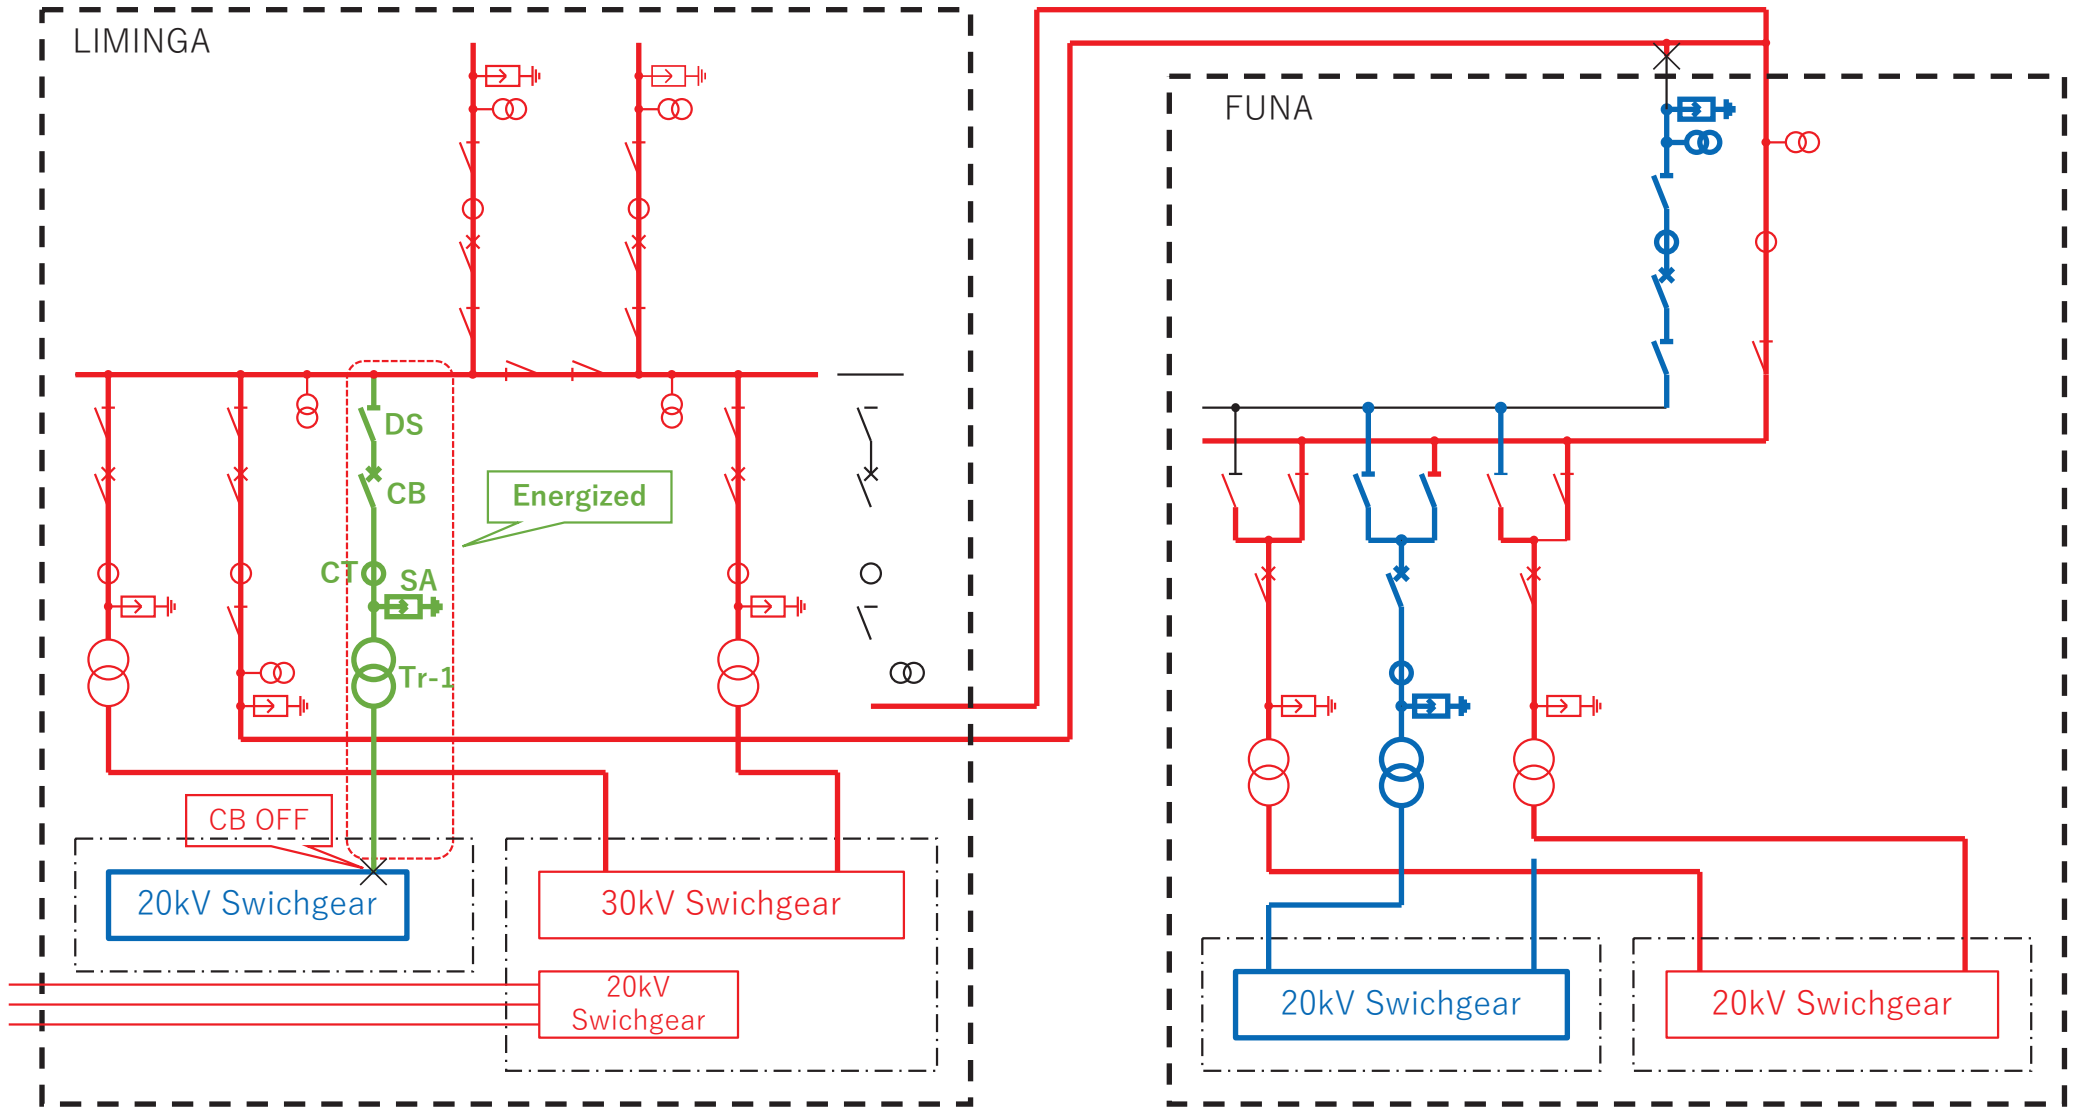 LIMINGA
FUNA
DS
CB
Energized
CT
SA
Tr-1
CB OFF
20kV Swichgear
30kV Swichgear
20kV
Swichgear
20kV Swichgear
20kV Swichgear